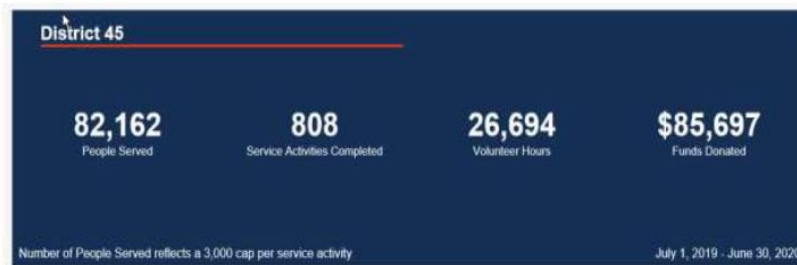 District 45
82,162 808 26,694 $85,697
People Served Service Activities Completed Volunteer Hours Funds Donated
Number of People Served reflects a 3,000 cap per service activity July 1, 2019 - June 30, 2020